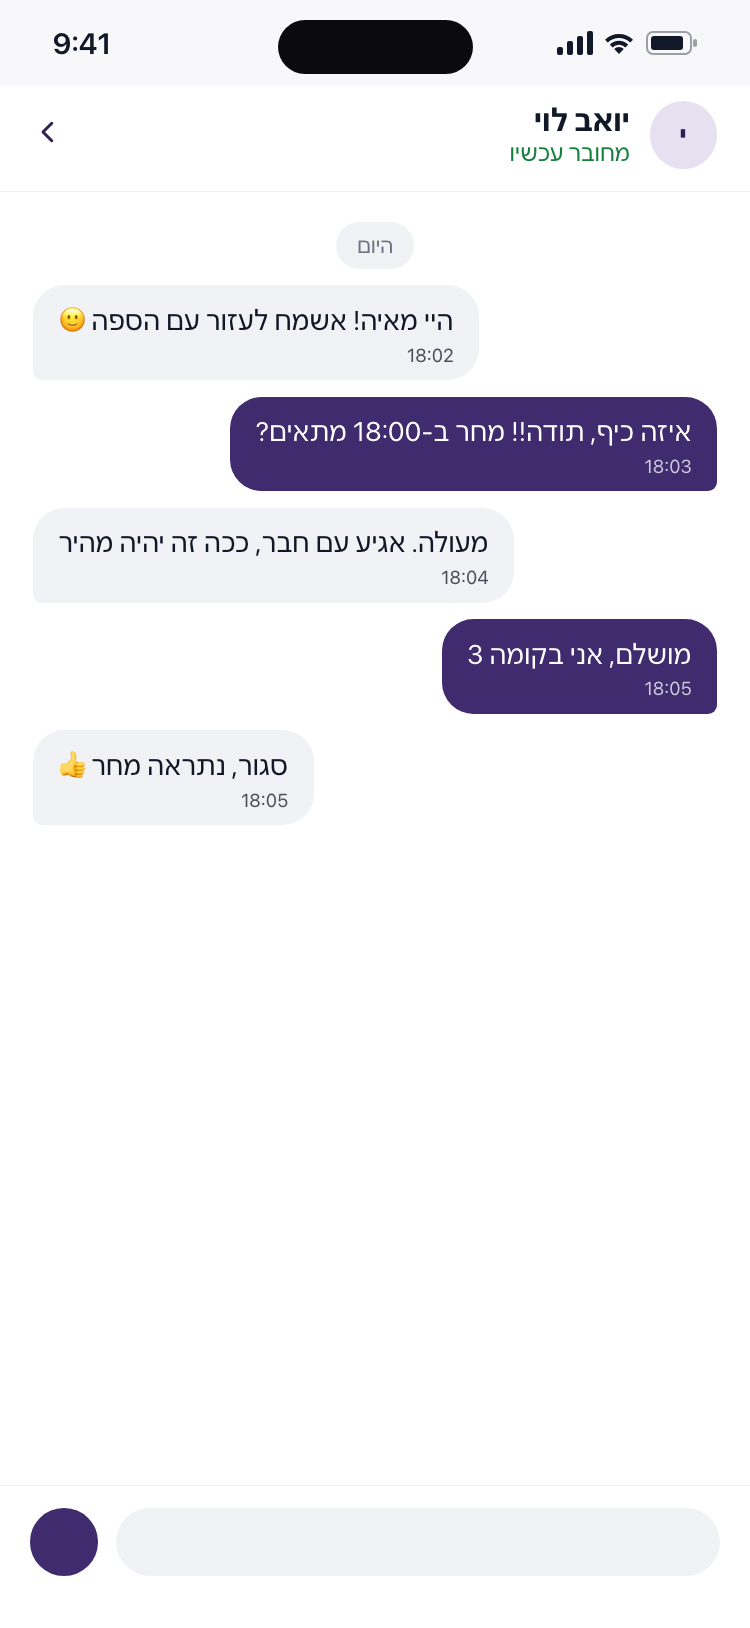 9:41
יואב לוי
מחובר עכשיו
י
היום
היי מאיה! אשמח לעזור עם הספה 🙂
18:02
איזה כיף, תודה!! מחר ב-18:00 מתאים?
18:03
מעולה. אגיע עם חבר, ככה זה יהיה מהיר
18:04
מושלם, אני בקומה 3
18:05
סגור, נתראה מחר 👍
18:05